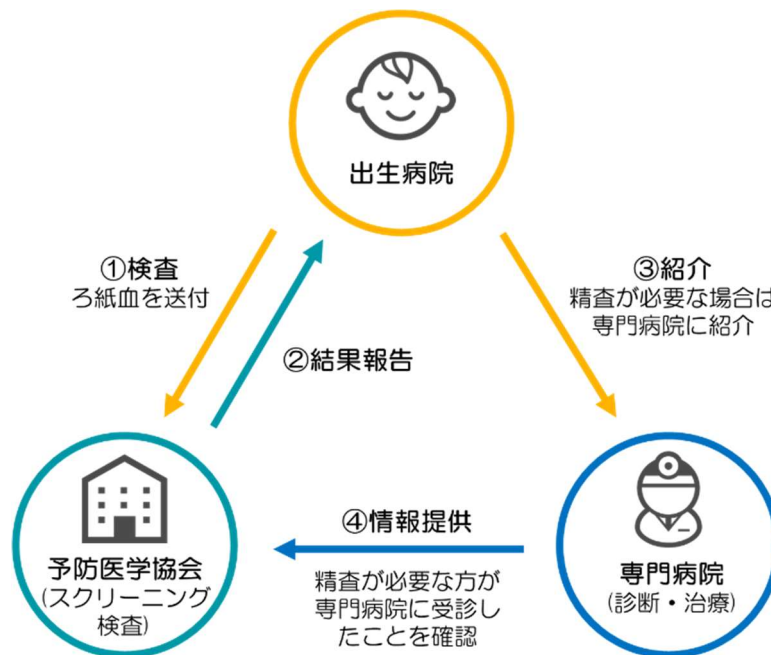 出生病院
①検査
ろ紙血を送付
③紹介
精査が必要な場合は
専門病院に紹介
②結果報告
予防医学協会
(スクリーニング
検査)
④情報提供
精査が必要な方が
専門病院に受診し
たことを確認
専門病院
(診断・治療)